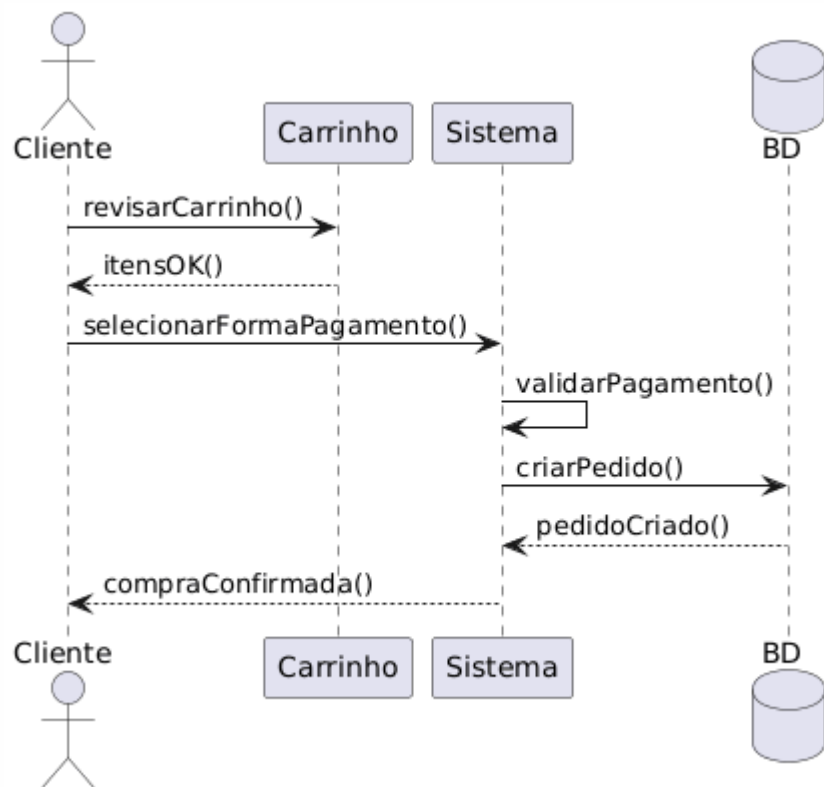 Cliente
Carrinho
Sistema
BD
revisarCarrinho()
itensOK()
selecionarFormaPagamento()
validarPagamento()
criarPedido()
pedidoCriado()
compraConfirmada()
Cliente
Carrinho
Sistema
BD